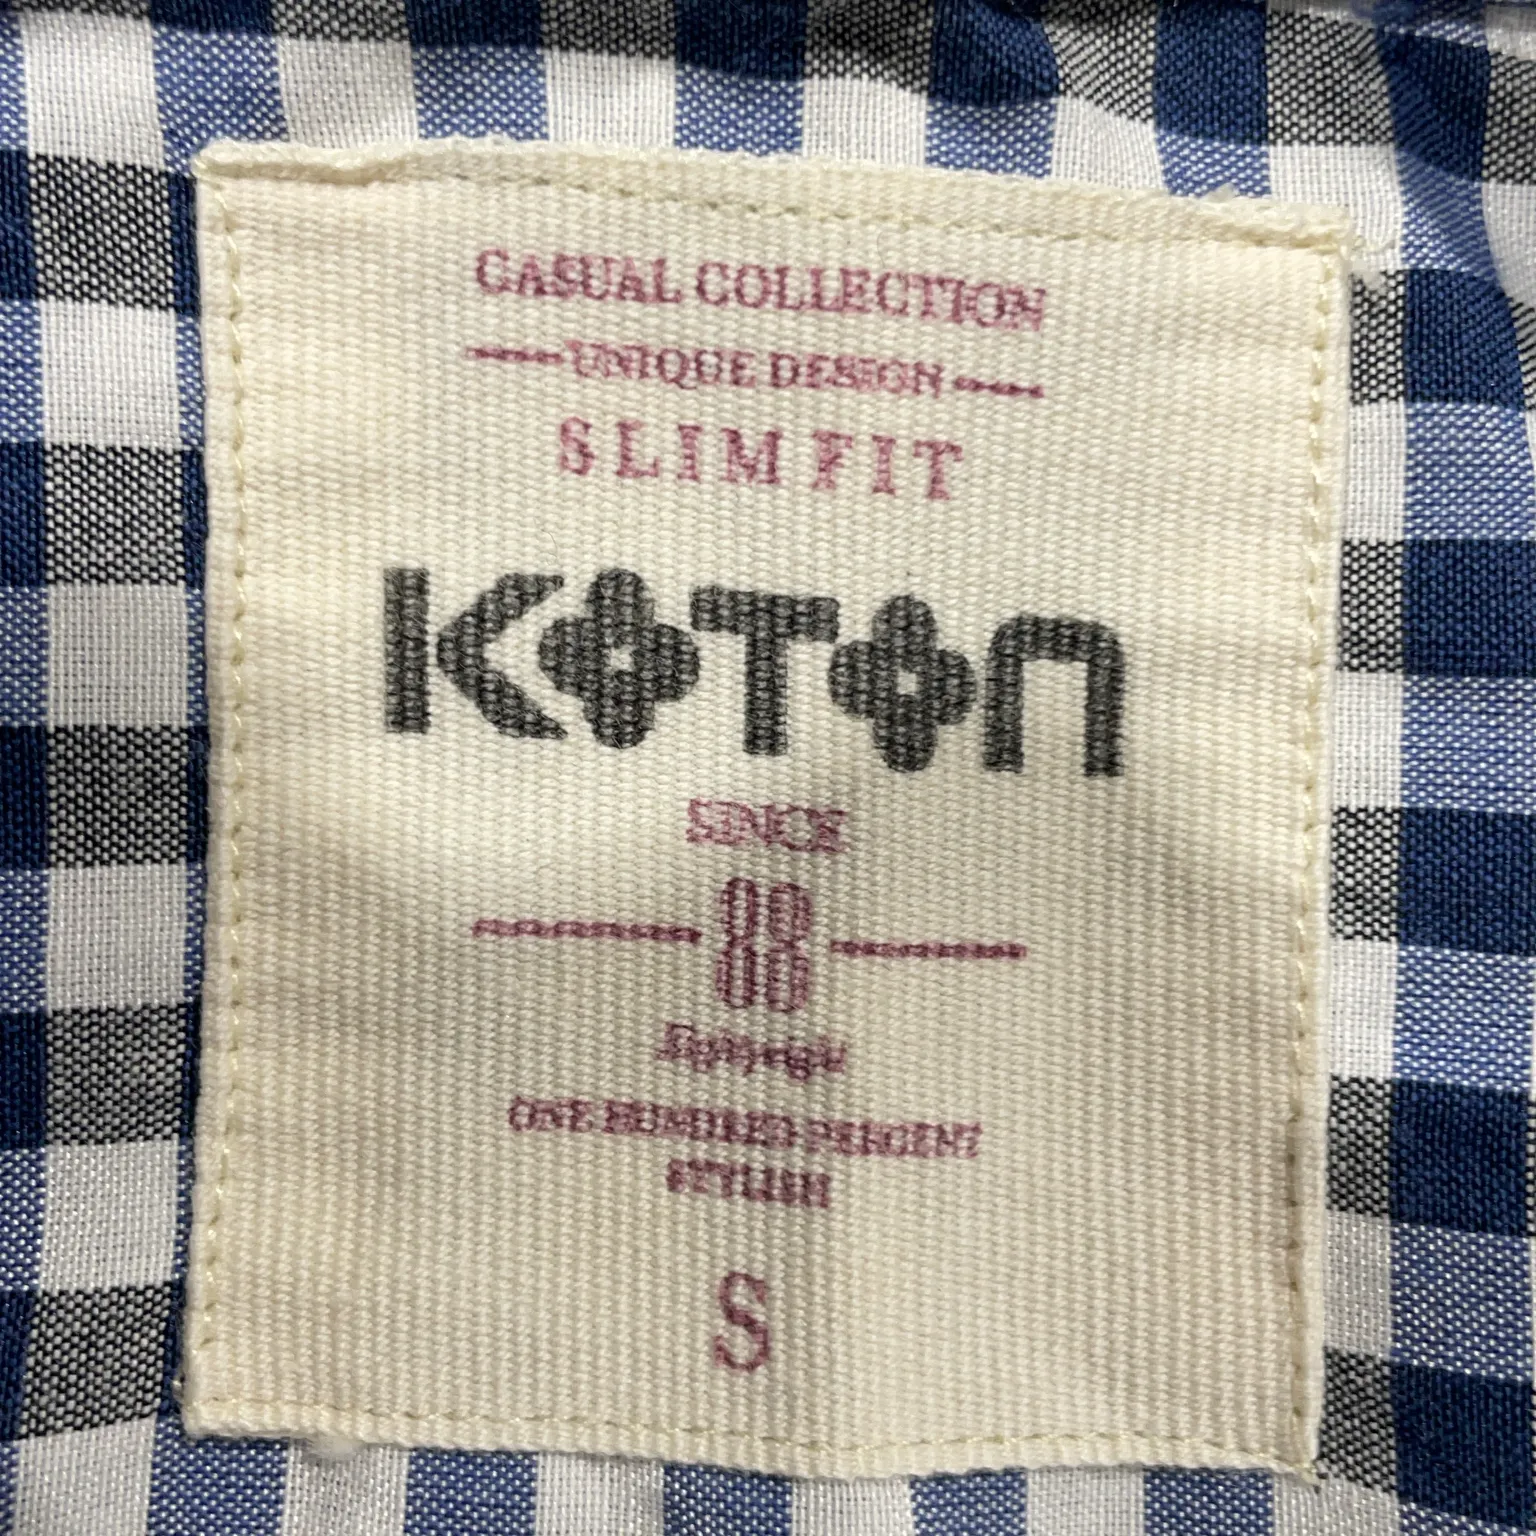 CASUAL COLLECTION
UNIQUE DESIGN
SLIM FIT
KOTON
SINCE
88
ONE HUNDRED PERCENT
STYLISH
S